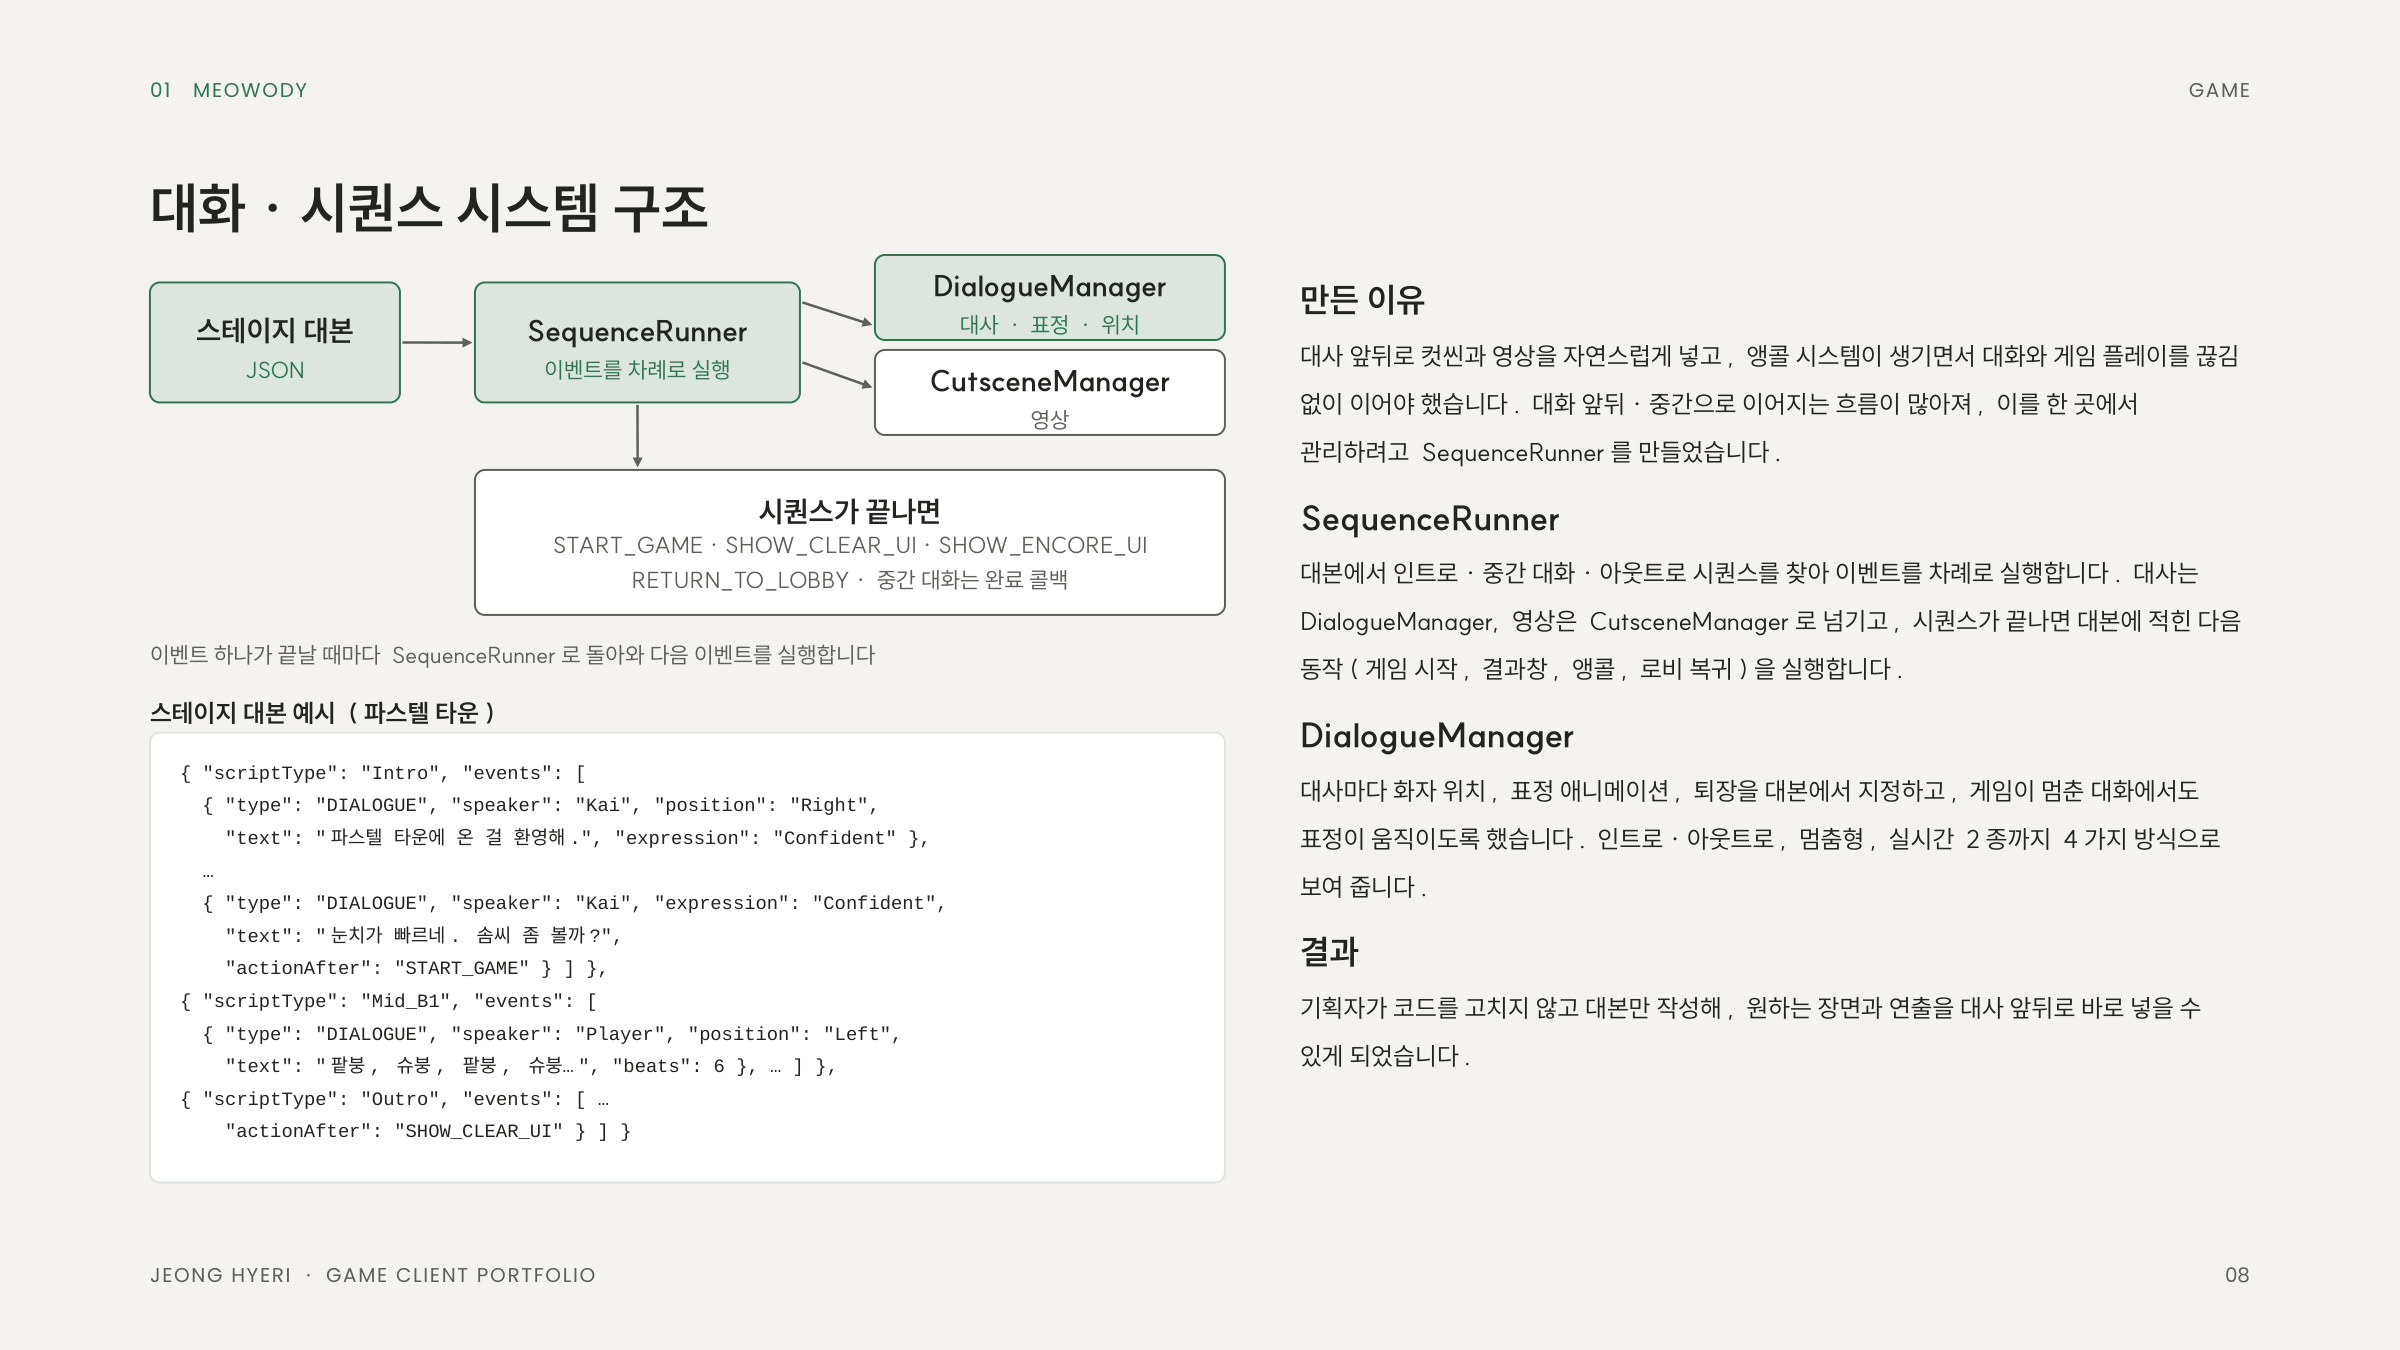 01 MEOWODY
GAME
대화 · 시퀀스 시스템 구조
스테이지 대본
JSON
SequenceRunner
이벤트를 차례로 실행
DialogueManager
대사 · 표정 · 위치
CutsceneManager
영상
시퀀스가 끝나면
START_GAME · SHOW_CLEAR_UI · SHOW_ENCORE_UI
RETURN_TO_LOBBY · 중간 대화는 완료 콜백
이벤트 하나가 끝날 때마다 SequenceRunner 로 돌아와 다음 이벤트를 실행합니다
스테이지 대본 예시 ( 파스텔 타운 )
{ "scriptType": "Intro", "events": [
{ "type": "DIALOGUE", "speaker": "Kai", "position": "Right",
"text": "파스텔 타운에 온 걸 환영해.", "expression": "Confident" },
…
{ "type": "DIALOGUE", "speaker": "Kai", "expression": "Confident",
"text": "눈치가 빠르네. 솜씨 좀 볼까?",
"actionAfter": "START_GAME" } ] },
{ "scriptType": "Mid_B1", "events": [
{ "type": "DIALOGUE", "speaker": "Player", "position": "Left",
"text": "팥붕, 슈붕, 팥붕, 슈붕…", "beats": 6 }, … ] },
{ "scriptType": "Outro", "events": [ …
"actionAfter": "SHOW_CLEAR_UI" } ] }
만든 이유
대사 앞뒤로 컷씬과 영상을 자연스럽게 넣고, 앵콜 시스템이 생기면서 대화와 게임 플레이를 끊김
없이 이어야 했습니다. 대화 앞뒤 · 중간으로 이어지는 흐름이 많아져, 이를 한 곳에서
관리하려고 SequenceRunner 를 만들었습니다.
SequenceRunner
대본에서 인트로 · 중간 대화 · 아웃트로 시퀀스를 찾아 이벤트를 차례로 실행합니다. 대사는
DialogueManager, 영상은 CutsceneManager 로 넘기고, 시퀀스가 끝나면 대본에 적힌 다음
동작 ( 게임 시작, 결과창, 앵콜, 로비 복귀 ) 을 실행합니다.
DialogueManager
대사마다 화자 위치, 표정 애니메이션, 퇴장을 대본에서 지정하고, 게임이 멈춘 대화에서도
표정이 움직이도록 했습니다. 인트로 · 아웃트로, 멈춤형, 실시간 2 종까지 4 가지 방식으로
보여 줍니다.
결과
기획자가 코드를 고치지 않고 대본만 작성해, 원하는 장면과 연출을 대사 앞뒤로 바로 넣을 수
있게 되었습니다.
JEONG HYERI · GAME CLIENT PORTFOLIO
08